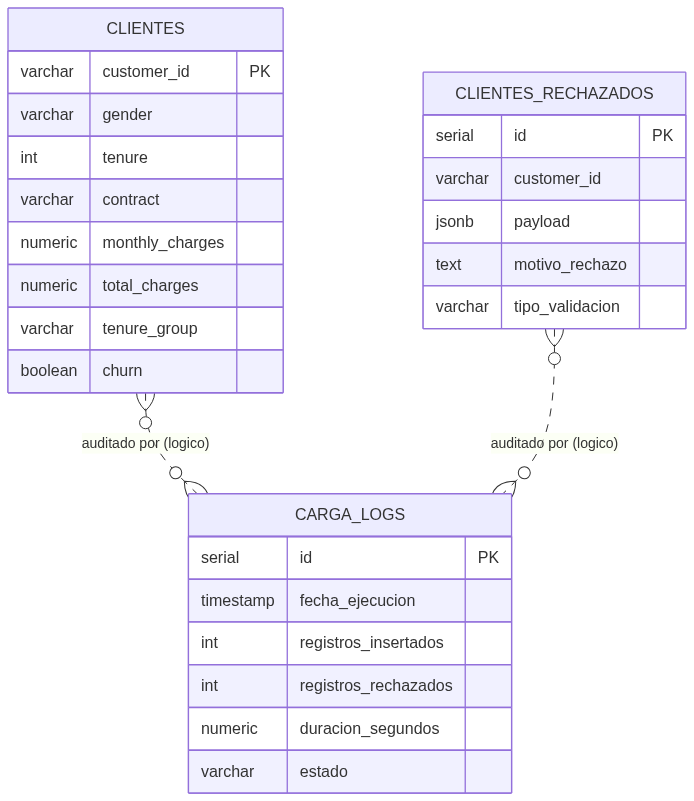 CLIENTES
varchar customer_id PK
varchar gender
int tenure
varchar contract
numeric monthly_charges
numeric total_charges
varchar tenure_group
boolean churn
CLIENTES_RECHAZADOS
serial id PK
varchar customer_id
jsonb payload
text motivo_rechazo
varchar tipo_validacion
auditado por (logico)
auditado por (logico)
CARGA_LOGS
serial id PK
timestamp fecha_ejecucion
int registros_insertados
int registros_rechazados
numeric duracion_segundos
varchar estado